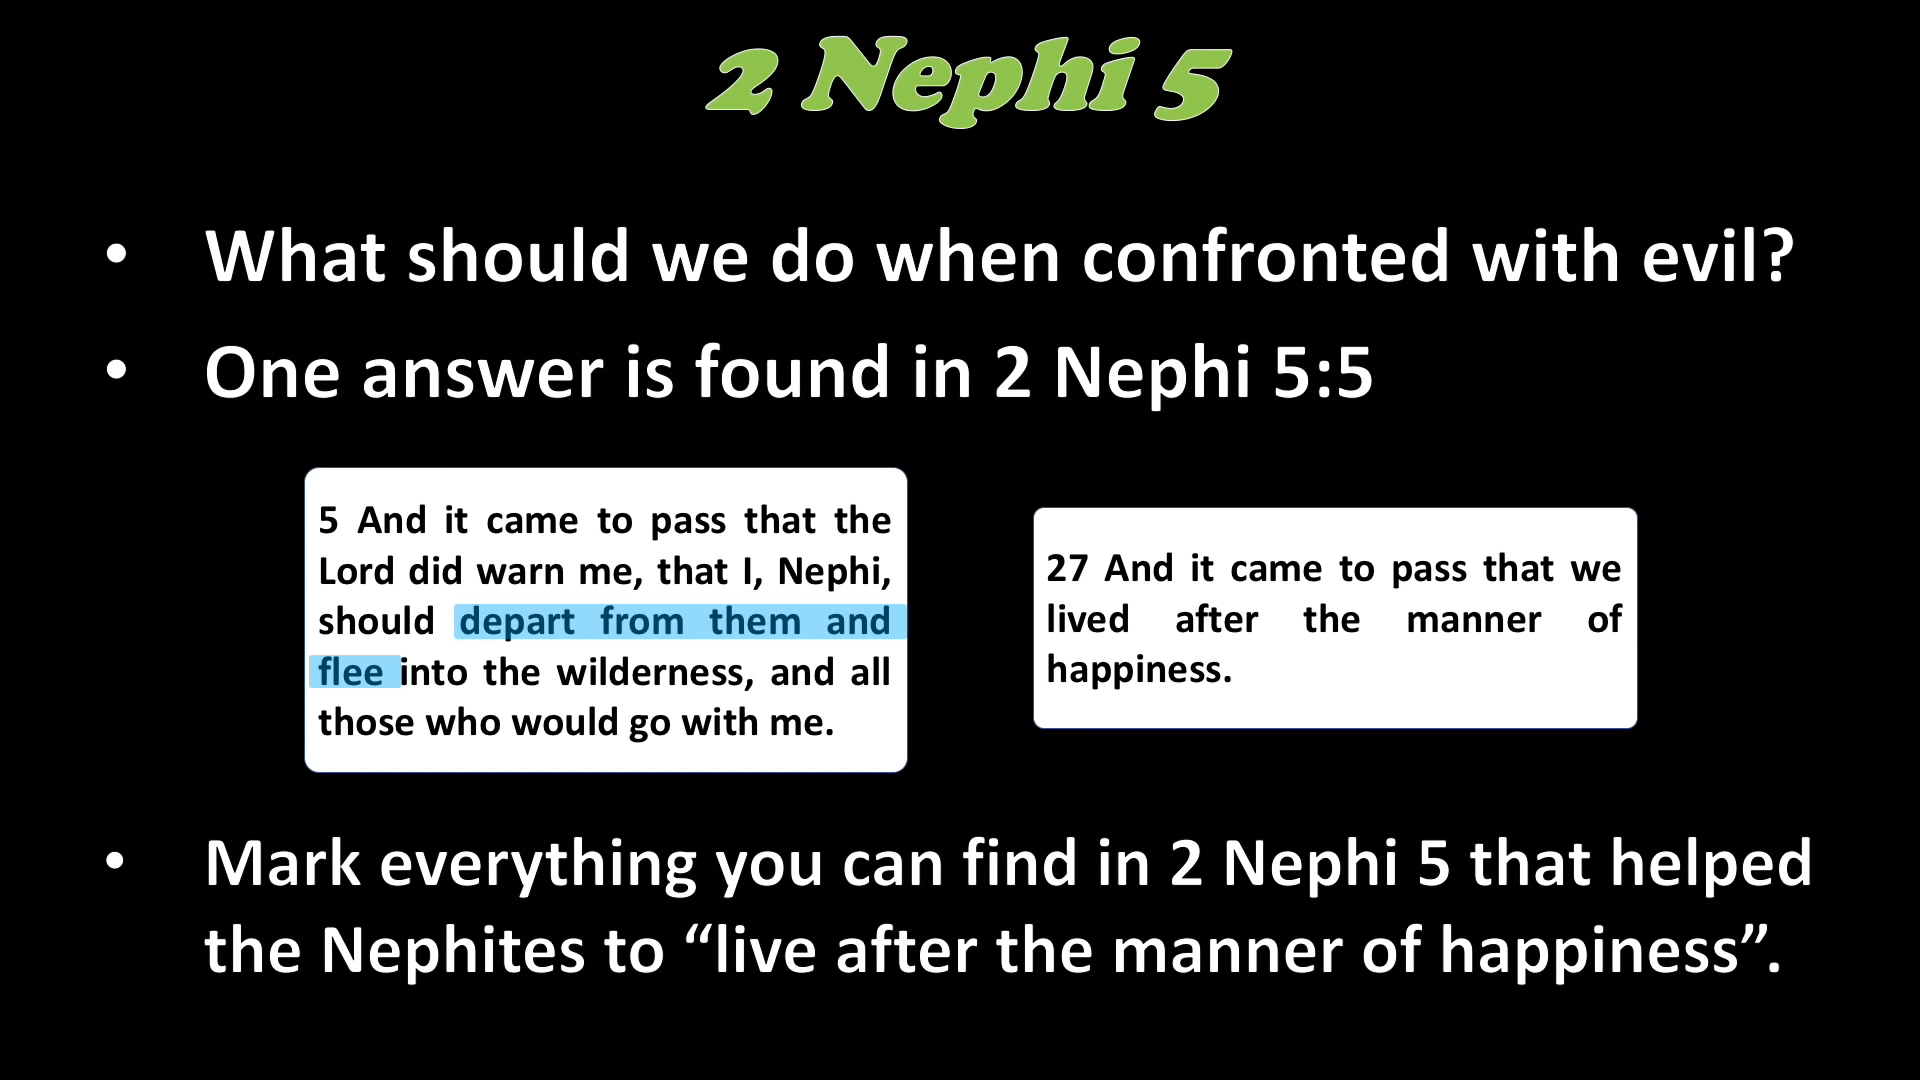 2 Nephi 5
• What should we do when confronted with evil?
• One answer is found in 2 Nephi 5:5
5 And it came to pass that the
Lord did warn me, that I, Nephi,
should depart from them and
flee into the wilderness, and all
those who would go with me.
27 And it came to pass that we
lived after the manner of
happiness.
• Mark everything you can find in 2 Nephi 5 that helped
the Nephites to “live after the manner of happiness”.